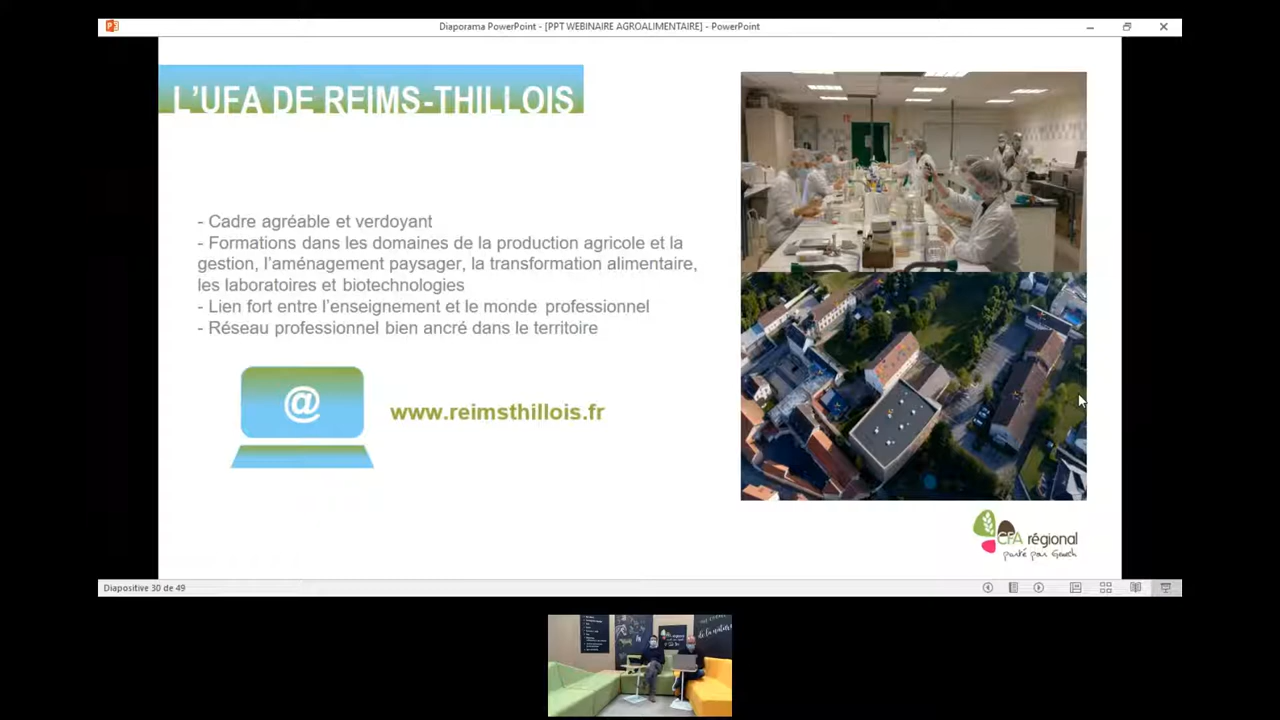 Diaporama PowerPoint - [PPT WEBINAIRE AGROALIMENTAIRE] - PowerPoint
L'UFA DE REIMS-THILLOIS
- Cadre agréable et verdoyant
- Formations dans les domaines de la production agricole et la
gestion, l'aménagement paysager, la transformation alimentaire,
les laboratoires et biotechnologies
- Lien fort entre l'enseignement et le monde professionnel
- Réseau professionnel bien ancré dans le territoire
@
www.reimsthillois.fr
CFA régional
Diapositive 30 de 49
de la nature